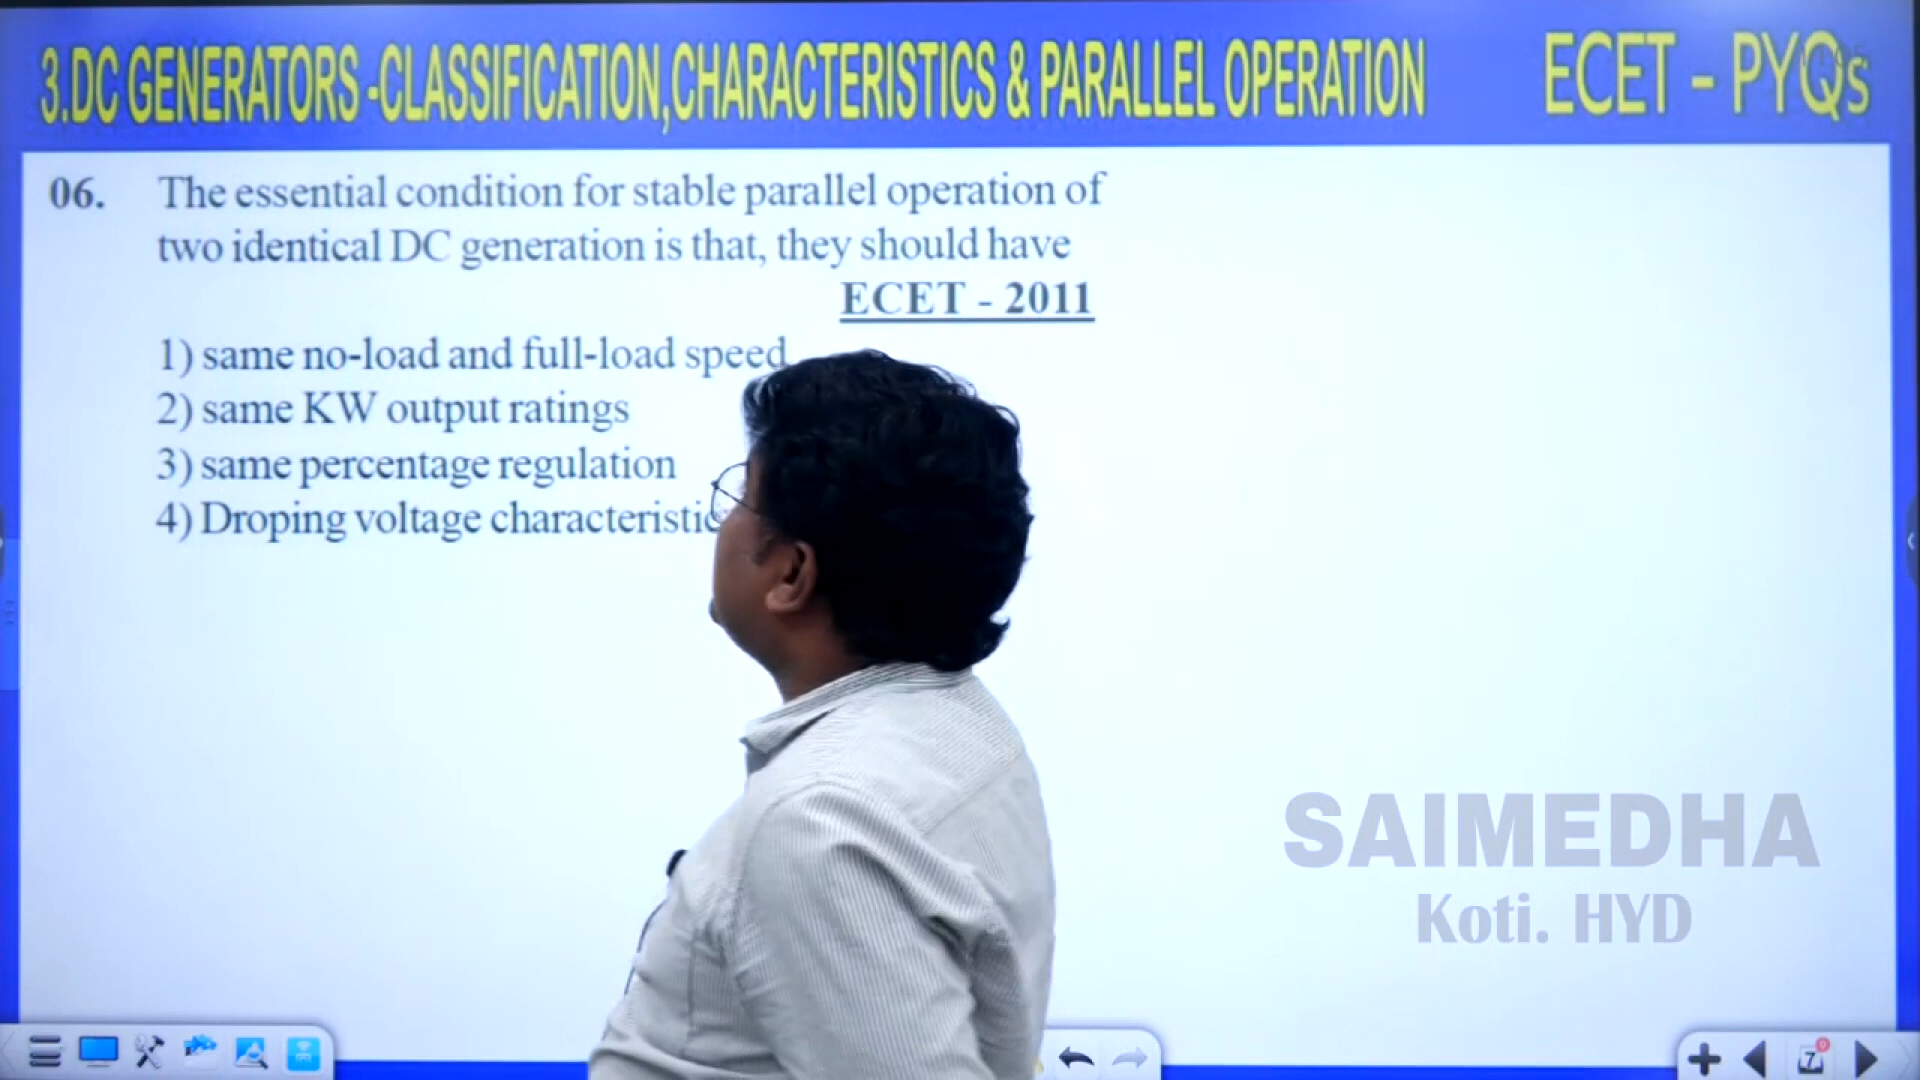 3.DC GENERATORS -CLASSIFICATION,CHARACTERISTICS & PARALLEL OPERATION
ECET - PYQs
06. The essential condition for stable parallel operation of
two identical DC generation is that, they should have
ECET - 2011
1) same no-load and full-load speed
2) same KW output ratings
3) same percentage regulation
4) Droping voltage characteristic
SAIMEDHA
Koti. HYD
7